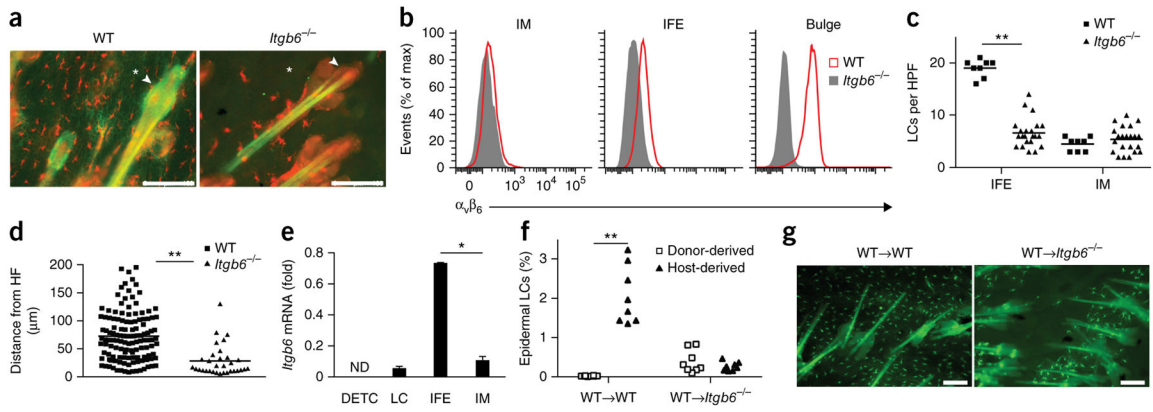 a
WT
Itgb6–/–
*
*
b
IM
IFE
Bulge
Events (% of max)
100
80
60
40
20
0
0 10³ 10⁴ 10⁵
αvβ6
WT
Itgb6–/–
c
WT
Itgb6–/–
**
LCs per HPF
20
10
0
IFE
IM
d
WT
Itgb6–/–
**
Distance from HF
(μm)
200
150
100
50
0
e
*
Itgb6 mRNA (fold)
0.8
0.6
0.4
0.2
0
ND
DETC LC IFE IM
f
**
Donor-derived
Host-derived
Epidermal LCs (%)
4
3
2
1
0
WT→WT
WT→Itgb6–/–
g
WT→WT
WT→Itgb6–/–